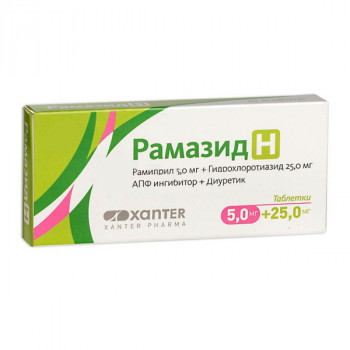 Рамазид Н
Рамиприл 5,0 мг + Гидрохлоротиазид 25,0 мг
АПФ ингибитор + Диуретик
Таблетки
XANTER
XANTER PHARMA
5,0 мг + 25,0 мг